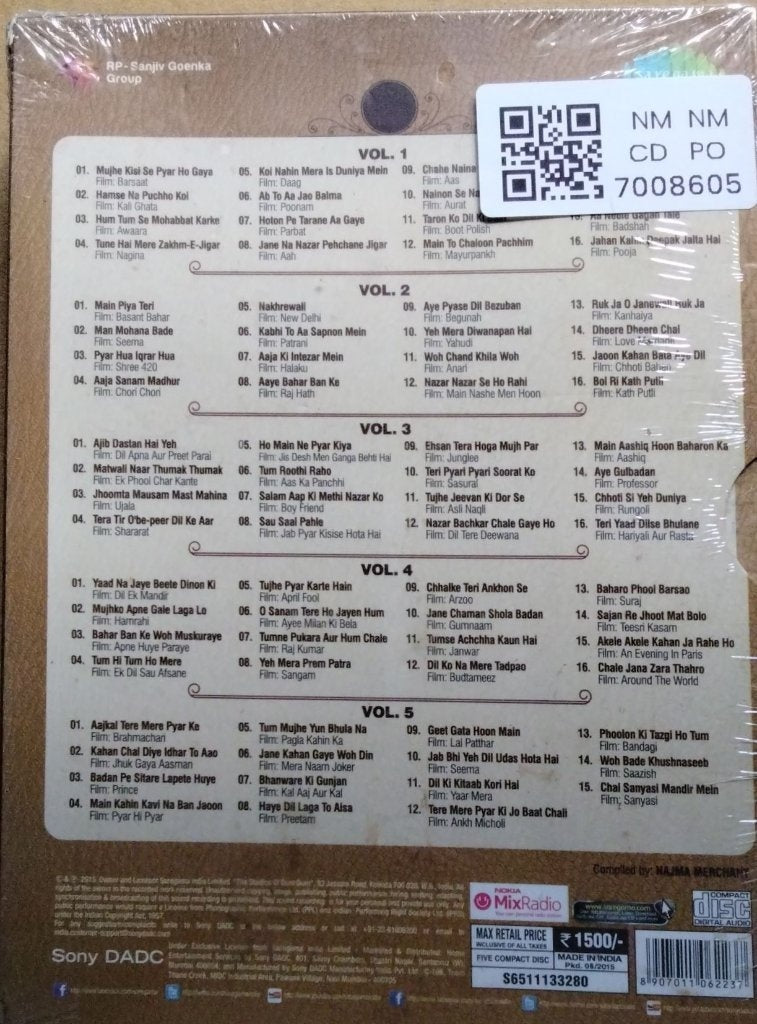 RP-Sanjiv Goenka
Group
NM NM
CD PO
7008605
VOL. 1
01. Mujhe Kisi Se Pyar Ho Gaya
Film: Barsaat
02. Hamse Na Puchho Koi
Film: Kali Ghata
03. Hum Tum Se Mohabbat Karke
Film: Awaara
04. Tune Hai Mere Zakhm-E-Jigar
Film: Nagina
05. Koi Nahin Mera Is Duniya Mein
Film: Daag
06. Ab To Aa Jao Balma
Film: Poonam
07. Hoton Pe Tarane Aa Gaye
Film: Parbat
08. Jane Na Nazar Pehchane Jigar
Film: Aah
09. Chahe Naina
Film: Aas
10. Nainon Se Na
Film: Aurat
11. Taron Ko Dil
Film: Boot Polish
12. Main To Chaloon Pachhim
Film: Mayurpankh
Film: Badshah
16. Jahan Kahin Deepak Jalta Hai
Film: Pooja
VOL. 2
01. Main Piya Teri
Film: Basant Bahar
02. Man Mohana Bade
Film: Seema
03. Pyar Hua Iqrar Hua
Film: Shree 420
04. Aaja Sanam Madhur
Film: Chori Chori
05. Nakhrewali
Film: New Delhi
06. Kabhi To Aa Sapnon Mein
Film: Patrani
07. Aaja Ki Intezar Mein
Film: Halaku
08. Aaye Bahar Ban Ke
Film: Raj Hath
09. Aye Pyase Dil Bezuban
Film: Begunah
10. Yeh Mera Diwanapan Hai
Film: Yahudi
11. Woh Chand Khila Woh
Film: Anari
12. Nazar Nazar Se Ho Rahi
Film: Main Nashe Men Hoon
13. Ruk Ja O Janewali Ruk Ja
Film: Kanhaiya
14. Dheere Dheere Chal
Film: Love Marriage
15. Jaoon Kahan Bata Aye Dil
Film: Chhoti Bahen
16. Bol Ri Kath Putli
Film: Kath Putli
VOL. 3
01. Ajib Dastan Hai Yeh
Film: Dil Apna Aur Preet Parai
02. Matwali Naar Thumak Thumak
Film: Ek Phool Char Kante
03. Jhoomta Mausam Mast Mahina
Film: Ujala
04. Tera Tir O'be-peer Dil Ke Aar
Film: Shararat
05. Ho Main Ne Pyar Kiya
Film: Jis Desh Men Ganga Behti Hai
06. Tum Roothi Raho
Film: Aas Ka Panchhi
07. Salam Aap Ki Methi Nazar Ko
Film: Boy Friend
08. Sau Saal Pahle
Film: Jab Pyar Kisise Hota Hai
09. Ehsan Tera Hoga Mujh Par
Film: Junglee
10. Teri Pyari Pyari Soorat Ko
Film: Sasural
11. Tujhe Jeevan Ki Dor Se
Film: Asli Naqli
12. Nazar Bachkar Chale Gaye Ho
Film: Dil Tere Deewana
13. Main Aashiq Hoon Baharon Ka
Film: Aashiq
14. Aye Gulbadan
Film: Professor
15. Chhoti Si Yeh Duniya
Film: Rungoli
16. Teri Yaad Dilse Bhulane
Film: Hariyali Aur Rasta
VOL. 4
01. Yaad Na Jaye Beete Dinon Ki
Film: Dil Ek Mandir
02. Mujhko Apne Gale Laga Lo
Film: Hamrahi
03. Bahar Ban Ke Woh Muskuraye
Film: Apne Huye Paraye
04. Tum Hi Tum Ho Mere
Film: Ek Dil Sau Afsane
05. Tujhe Pyar Karte Hain
Film: April Fool
06. O Sanam Tere Ho Jayen Hum
Film: Ayee Milan Ki Bela
07. Tumne Pukara Aur Hum Chale
Film: Raj Kumar
08. Yeh Mera Prem Patra
Film: Sangam
09. Chhalke Teri Ankhon Se
Film: Arzoo
10. Jane Chaman Shola Badan
Film: Gumnaam
11. Tumse Achchha Kaun Hai
Film: Janwar
12. Dil Ko Na Mere Tadpao
Film: Budtameez
13. Baharo Phool Barsao
Film: Suraj
14. Sajan Re Jhoot Mat Bolo
Film: Teesri Kasam
15. Akele Akele Kahan Ja Rahe Ho
Film: An Evening In Paris
16. Chale Jana Zara Thahro
Film: Around The World
VOL. 5
01. Aajkal Tere Mere Pyar Ke
Film: Brahmachari
02. Kahan Chal Diye Idhar To Aao
Film: Jhuk Gaya Aasman
03. Badan Pe Sitare Lapete Huye
Film: Prince
04. Main Kahin Kavi Na Ban Jaoon
Film: Pyar Hi Pyar
05. Tum Mujhe Yun Bhula Na
Film: Pagla Kahin Ka
06. Jane Kahan Gaye Woh Din
Film: Mera Naam Joker
07. Bhanware Ki Gunjan
Film: Kal Aaj Aur Kal
08. Haye Dil Laga To Aisa
Film: Preetam
09. Geet Gata Hoon Main
Film: Lal Patthar
10. Jab Bhi Yeh Dil Udas Hota Hai
Film: Seema
11. Dil Ki Kitaab Kori Hai
Film: Yaar Mera
12. Tere Mere Pyar Ki Jo Baat Chali
Film: Ankh Micholi
13. Phoolon Ki Tazgi Ho Tum
Film: Bandagi
14. Woh Bade Khushnaseeb
Film: Saazish
15. Chal Sanyasi Mandir Mein
Film: Sanyasi
Compiled by: NAJMA MERCHANT
NOKIA
MixRadio
COMPACT
disc
DIGITAL AUDIO
Sony DADC
MAX RETAIL PRICE
INCLUSIVE OF ALL TAXES
₹ 1500/-
FIVE COMPACT DISC
MADE IN INDIA
Pkd. 08/2015
S6511133280
8 907011 062237